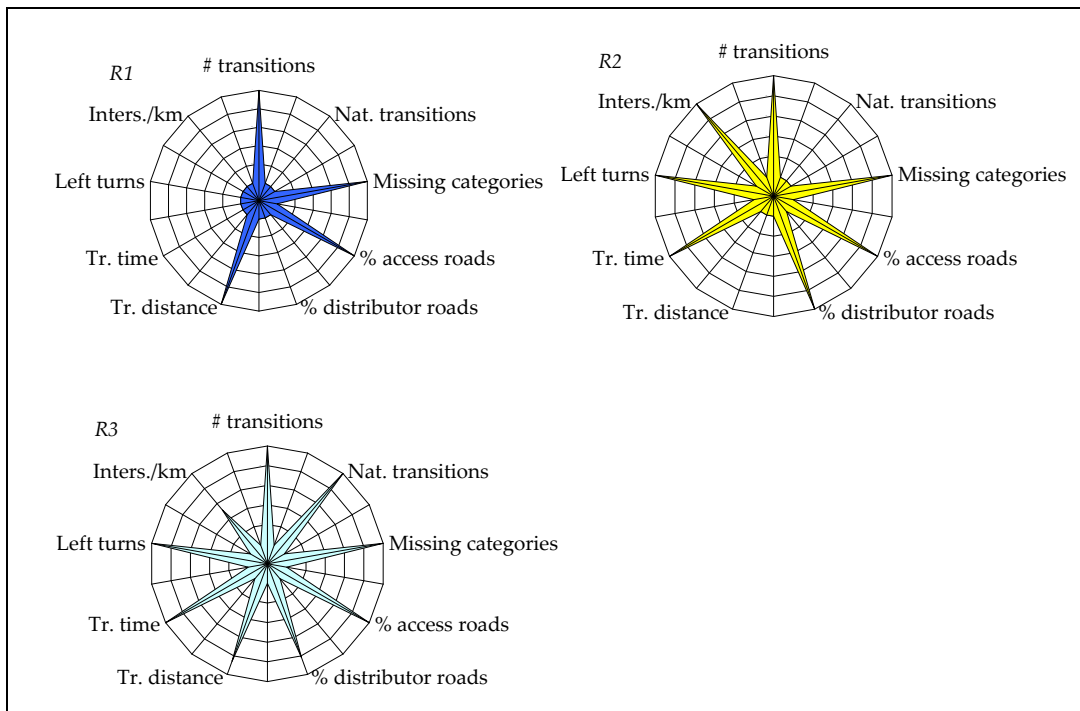 R1
# transitions
Inters./km
Nat. transitions
Left turns
Missing categories
Tr. time
% access roads
Tr. distance
% distributor roads
R2
# transitions
Inters./km
Nat. transitions
Left turns
Missing categories
Tr. time
% access roads
Tr. distance
% distributor roads
R3
# transitions
Inters./km
Nat. transitions
Left turns
Missing categories
Tr. time
% access roads
Tr. distance
% distributor roads